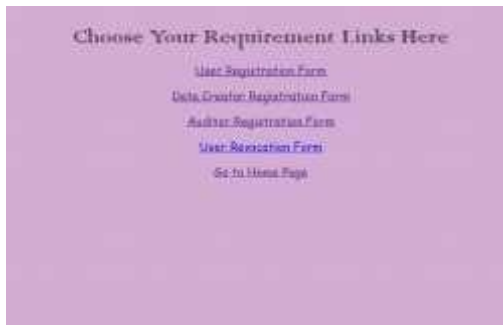 Choose Your Requirement Links Here
User Registration Form
Data Creator Registration Form
Auditor Registration Form
User Revocation Form
Go to Home Page